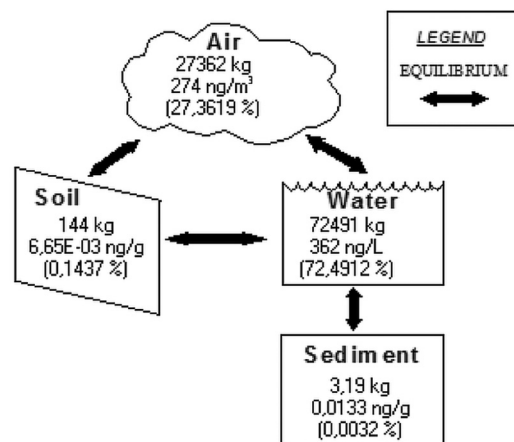 Air
27362 kg
274 ng/m³
(27,3619 %)
LEGEND
EQUILIBRIUM
Soil
144 kg
6,65E-03 ng/g
(0,1437 %)
Water
72491 kg
362 ng/L
(72,4912 %)
Sediment
3,19 kg
0,0133 ng/g
(0,0032 %)